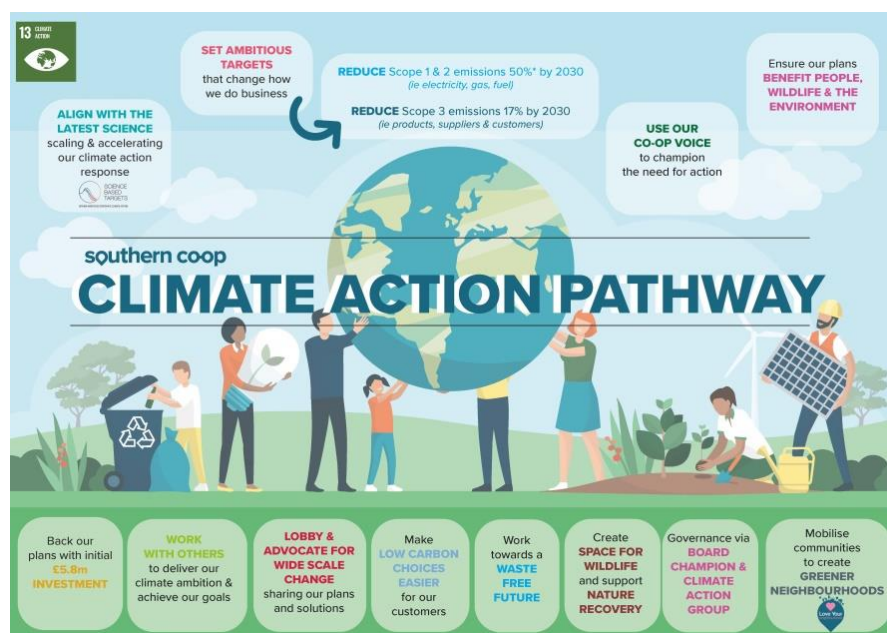 13 CLIMATE
ACTION
SET AMBITIOUS
TARGETS
that change how
we do business
REDUCE Scope 1 & 2 emissions 50%* by 2030
(ie electricity, gas, fuel)
REDUCE Scope 3 emissions 17% by 2030
(ie products, suppliers & customers)
Ensure our plans
BENEFIT PEOPLE,
WILDLIFE & THE
ENVIRONMENT
ALIGN WITH THE
LATEST SCIENCE
scaling & accelerating
our climate action
response
SCIENCE
BASED
TARGETS
USE OUR
CO-OP VOICE
to champion
the need for action
southern coop
CLIMATE ACTION PATHWAY
Back our
plans with initial
£5.8m
INVESTMENT
WORK
WITH OTHERS
to deliver our
climate ambition &
achieve our goals
LOBBY &
ADVOCATE FOR
WIDE SCALE
CHANGE
sharing our plans
and solutions
Make
LOW CARBON
CHOICES
EASIER
for our
customers
Work
towards a
WASTE
FREE
FUTURE
Create
SPACE FOR
WILDLIFE
and support
NATURE
RECOVERY
Governance via
BOARD
CHAMPION &
CLIMATE
ACTION
GROUP
Mobilise
communities
to create
GREENER
NEIGHBOURHOODS
Love Your